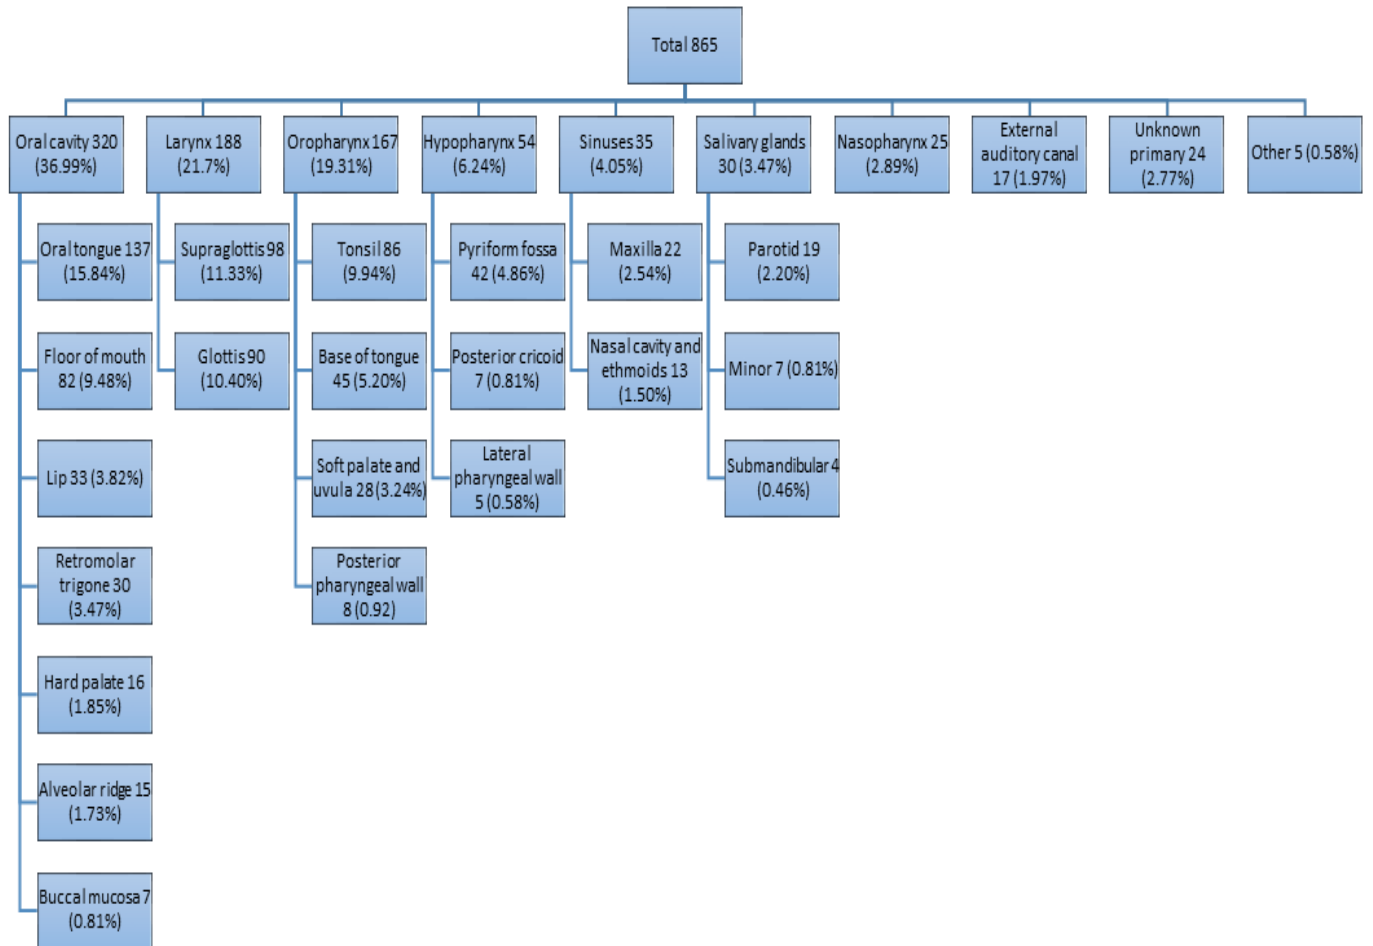 Total 865
Oral cavity 320
(36.99%)
Larynx 188
(21.7%)
Oropharynx 167
(19.31%)
Hypopharynx 54
(6.24%)
Sinuses 35
(4.05%)
Salivary glands
30 (3.47%)
Nasopharynx 25
(2.89%)
External
auditory canal
17 (1.97%)
Unknown
primary 24
(2.77%)
Other 5 (0.58%)
Oral tongue 137
(15.84%)
Floor of mouth
82 (9.48%)
Lip 33 (3.82%)
Retromolar
trigone 30
(3.47%)
Hard palate 16
(1.85%)
Alveolar ridge 15
(1.73%)
Buccal mucosa 7
(0.81%)
Supraglottis 98
(11.33%)
Glottis 90
(10.40%)
Tonsil 86
(9.94%)
Base of tongue
45 (5.20%)
Soft palate and
uvula 28 (3.24%)
Posterior
pharyngeal wall
8 (0.92)
Pyriform fossa
42 (4.86%)
Posterior cricoid
7 (0.81%)
Lateral
pharyngeal wall
5 (0.58%)
Maxilla 22
(2.54%)
Nasal cavity and
ethmoids 13
(1.50%)
Parotid 19
(2.20%)
Minor 7 (0.81%)
Submandibular 4
(0.46%)